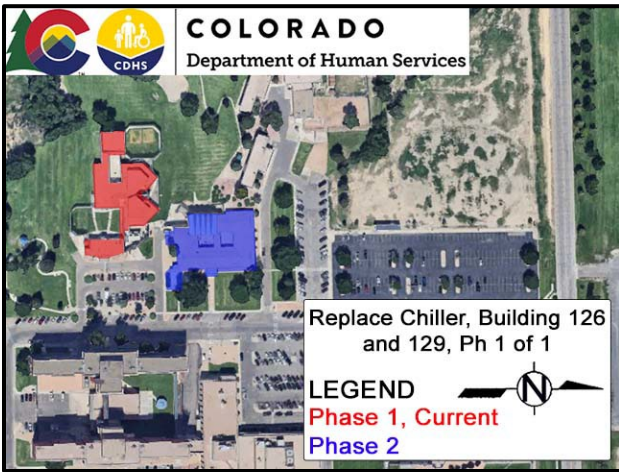 COLORADO
CDHS
Department of Human Services
TM
Replace Chiller, Building 126
and 129, Ph 1 of 1
LEGEND
N
Phase 1, Current
Phase 2